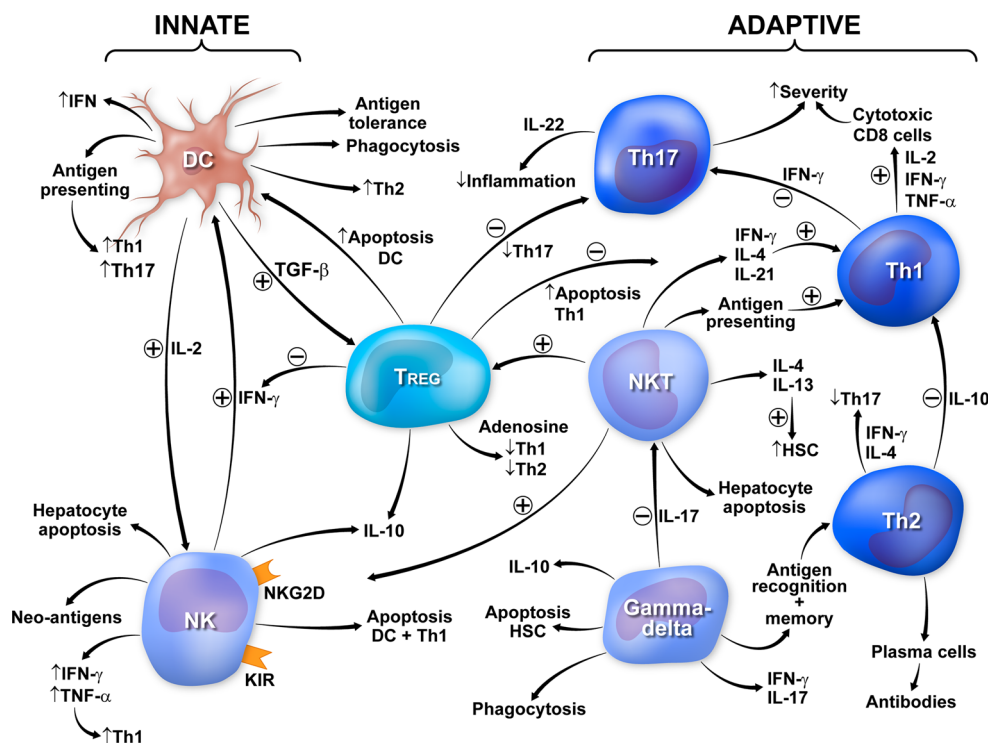 INNATE
ADAPTIVE
↑IFN
DC
Antigen
tolerance
Phagocytosis
↑Th2
Antigen
presenting
↑Th1
↑Th17
↑Apoptosis
DC
TGF-β
+
+
IL-2
+
IFN-γ
−
TREG
IL-22
↓Inflammation
Th17
↑Severity
Cytotoxic
CD8 cells
+
IL-2
IFN-γ
TNF-α
IFN-γ
−
−
↓Th17
−
↑Apoptosis
Th1
IFN-γ
IL-4
IL-21
+
Th1
Antigen
presenting
+
+
NKT
IL-4
IL-13
+
↑HSC
↓Th17
IFN-γ
IL-4
−
IL-10
Th2
Adenosine
↓Th1
↓Th2
IL-10
+
−
IL-17
Hepatocyte
apoptosis
Hepatocyte
apoptosis
Neo-antigens
NK
NKG2D
KIR
Apoptosis
DC + Th1
↑IFN-γ
↑TNF-α
↑Th1
IL-10
Apoptosis
HSC
Gamma-
delta
Phagocytosis
IFN-γ
IL-17
Antigen
recognition
+
memory
Plasma cells
Antibodies